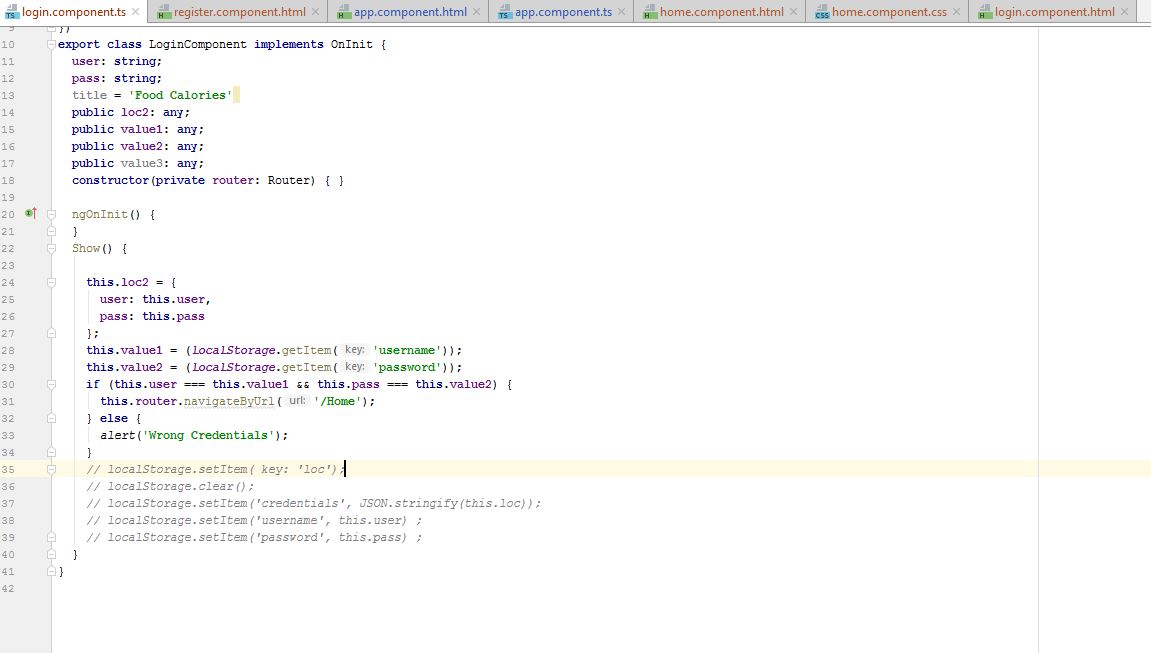 login.component.ts register.component.html app.component.html app.component.ts home.component.html home.component.css login.component.html
9 })
10 export class LoginComponent implements OnInit {
11 user: string;
12 pass: string;
13 title = 'Food Calories'
14 public loc2: any;
15 public value1: any;
16 public value2: any;
17 public value3: any;
18 constructor(private router: Router) { }
19
20 ngOnInit() {
21 }
22 Show() {
23
24 this.loc2 = {
25 user: this.user,
26 pass: this.pass
27 };
28 this.value1 = (localStorage.getItem( key: 'username'));
29 this.value2 = (localStorage.getItem( key: 'password'));
30 if (this.user === this.value1 && this.pass === this.value2) {
31 this.router.navigateByUrl( url: '/Home');
32 } else {
33 alert('Wrong Credentials');
34 }
35 // localStorage.setItem( key: 'loc');
36 // localStorage.clear();
37 // localStorage.setItem('credentials', JSON.stringify(this.loc));
38 // localStorage.setItem('username', this.user) ;
39 // localStorage.setItem('password', this.pass) ;
40 }
41 }
42